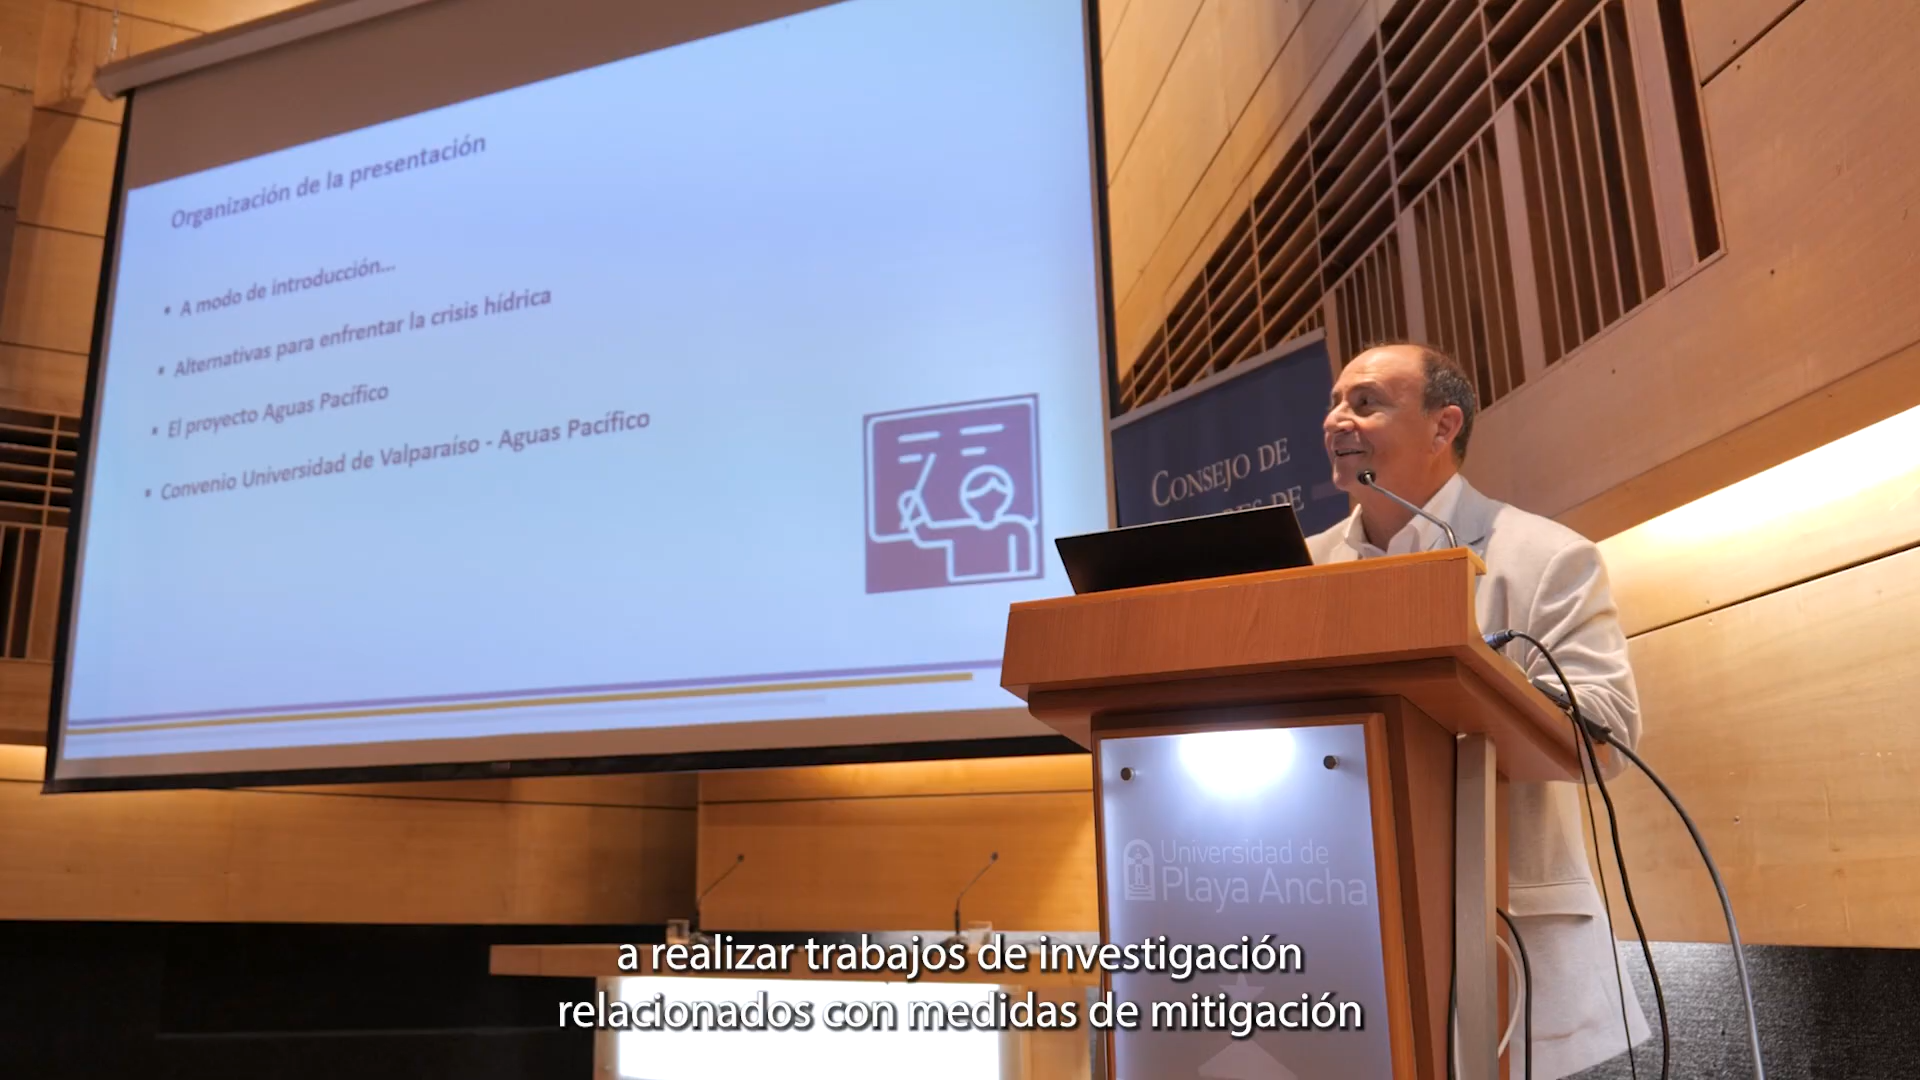 Organización de la presentación
• A modo de introducción...
• Alternativas para enfrentar la crisis hídrica
• El proyecto Aguas Pacífico
• Convenio Universidad de Valparaíso - Aguas Pacífico
CONSEJO DE
DE
Universidad de
Playa Ancha
a realizar trabajos de investigación
relacionados con medidas de mitigación